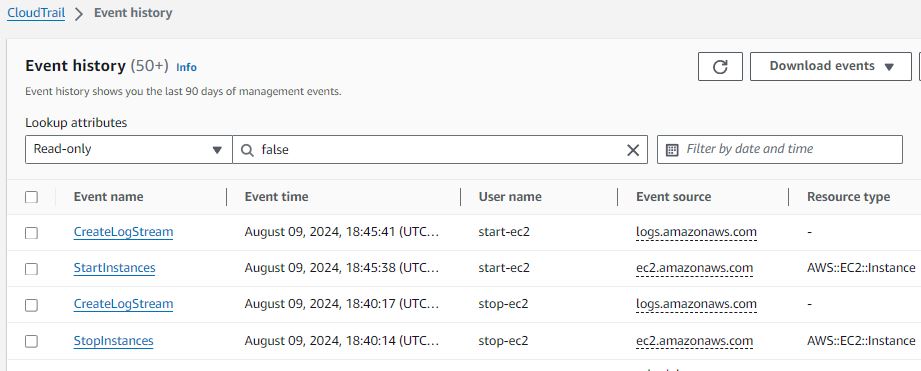 CloudTrail > Event history
Event history (50+) Info
Event history shows you the last 90 days of management events.
Download events
Lookup attributes
Read-only false Filter by date and time
Event name Event time User name Event source Resource type
CreateLogStream August 09, 2024, 18:45:41 (UTC... start-ec2 logs.amazonaws.com -
StartInstances August 09, 2024, 18:45:38 (UTC... start-ec2 ec2.amazonaws.com AWS::EC2::Instance
CreateLogStream August 09, 2024, 18:40:17 (UTC... stop-ec2 logs.amazonaws.com -
StopInstances August 09, 2024, 18:40:14 (UTC... stop-ec2 ec2.amazonaws.com AWS::EC2::Instance